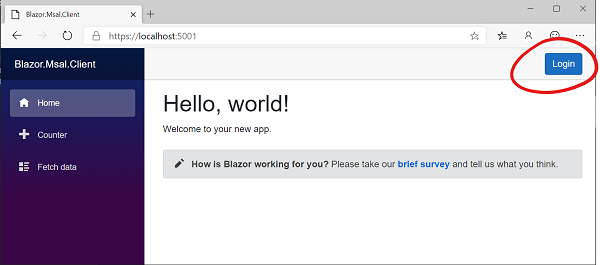 Blazor.Msal.Client
https://localhost:5001
Blazor.Msal.Client
Login
Home
Counter
Fetch data
Hello, world!
Welcome to your new app.
How is Blazor working for you? Please take our brief survey and tell us what you think.